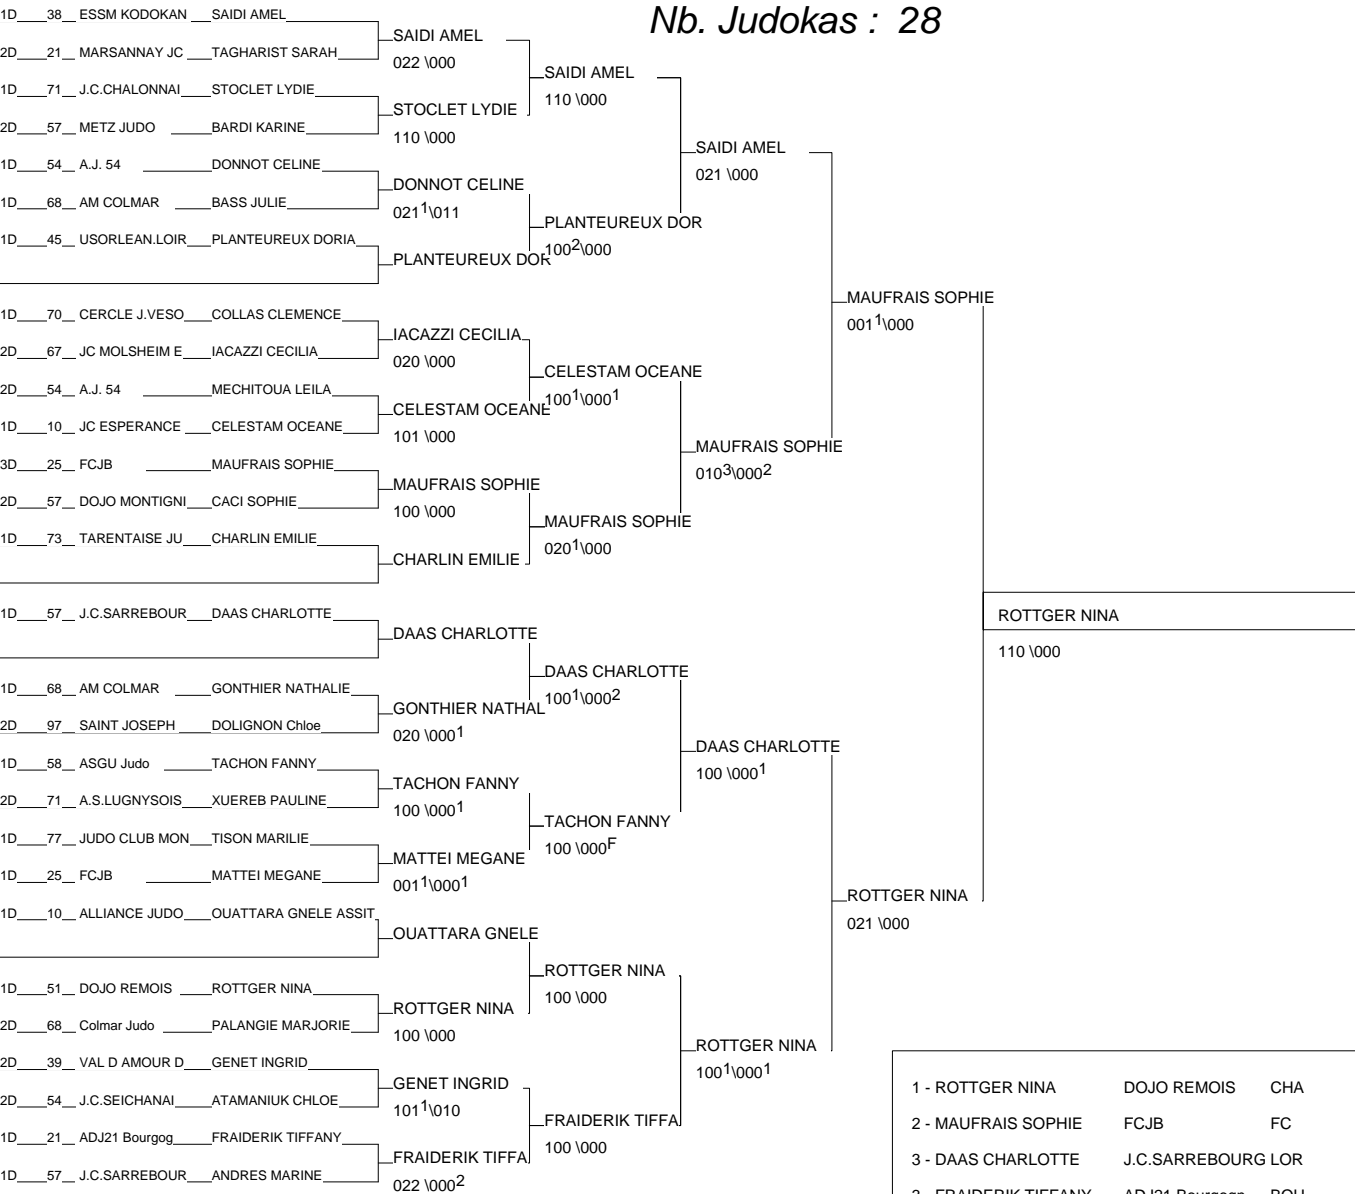 Nb. Judokas : 28
1D 38 ESSM KODOKAN SAIDI AMEL
2D 21 MARSANNAY JC TAGHARIST SARAH
1D 71 J.C.CHALONNAI STOCLET LYDIE
2D 57 METZ JUDO BARDI KARINE
1D 54 A.J. 54 DONNOT CELINE
1D 68 AM COLMAR BASS JULIE
1D 45 USORLEAN.LOIR PLANTEUREUX DORIA
1D 70 CERCLE J.VESO COLLAS CLEMENCE
2D 67 JC MOLSHEIM E IACAZZI CECILIA
2D 54 A.J. 54 MECHITOUA LEILA
1D 10 JC ESPERANCE CELESTAM OCEANE
3D 25 FCJB MAUFRAIS SOPHIE
2D 57 DOJO MONTIGNI CACI SOPHIE
1D 73 TARENTAISE JU CHARLIN EMILIE
1D 57 J.C.SARREBOUR DAAS CHARLOTTE
1D 68 AM COLMAR GONTHIER NATHALIE
2D 97 SAINT JOSEPH DOLIGNON Chloe
1D 58 ASGU Judo TACHON FANNY
2D 71 A.S.LUGNYSOIS XUEREB PAULINE
1D 77 JUDO CLUB MON TISON MARILIE
1D 25 FCJB MATTEI MEGANE
1D 10 ALLIANCE JUDO OUATTARA GNELE ASSIT
1D 51 DOJO REMOIS ROTTGER NINA
2D 68 Colmar Judo PALANGIE MARJORIE
2D 39 VAL D AMOUR D GENET INGRID
2D 54 J.C.SEICHANAI ATAMANIUK CHLOE
1D 21 ADJ21 Bourgog FRAIDERIK TIFFANY
1D 57 J.C.SARREBOUR ANDRES MARINE
SAIDI AMEL
022 \000
STOCLET LYDIE
110 \000
DONNOT CELINE
021¹\011
PLANTEUREUX DOR
IACAZZI CECILIA
020 \000
CELESTAM OCEANE
101 \000
MAUFRAIS SOPHIE
100 \000
CHARLIN EMILIE
DAAS CHARLOTTE
GONTHIER NATHAL
020 \000¹
TACHON FANNY
100 \000¹
MATTEI MEGANE
001¹\000¹
OUATTARA GNELE
ROTTGER NINA
100 \000
GENET INGRID
101¹\010
FRAIDERIK TIFFA
022 \000²
SAIDI AMEL
110 \000
PLANTEUREUX DOR
100²\000
CELESTAM OCEANE
100¹\000¹
MAUFRAIS SOPHIE
020¹\000
DAAS CHARLOTTE
100¹\000²
TACHON FANNY
100 \000F
ROTTGER NINA
100 \000
FRAIDERIK TIFFA
100 \000
SAIDI AMEL
021 \000
MAUFRAIS SOPHIE
010³\000²
DAAS CHARLOTTE
100 \000¹
ROTTGER NINA
100¹\000¹
MAUFRAIS SOPHIE
001¹\000
ROTTGER NINA
021 \000
ROTTGER NINA
110 \000
1 - ROTTGER NINA DOJO REMOIS CHA
2 - MAUFRAIS SOPHIE FCJB FC
3 - DAAS CHARLOTTE J.C.SARREBOURG LOR
3 - FRAIDERIK TIFFANY ADJ21 Bourgogn BOU